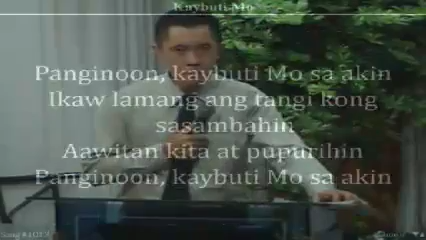 Kaybuti Mo
Panginoon, kaybuti Mo sa akin
Ikaw lamang ang tangi kong
sasambahin
Aawitan kita at pupurihin
Panginoon, kaybuti Mo sa akin